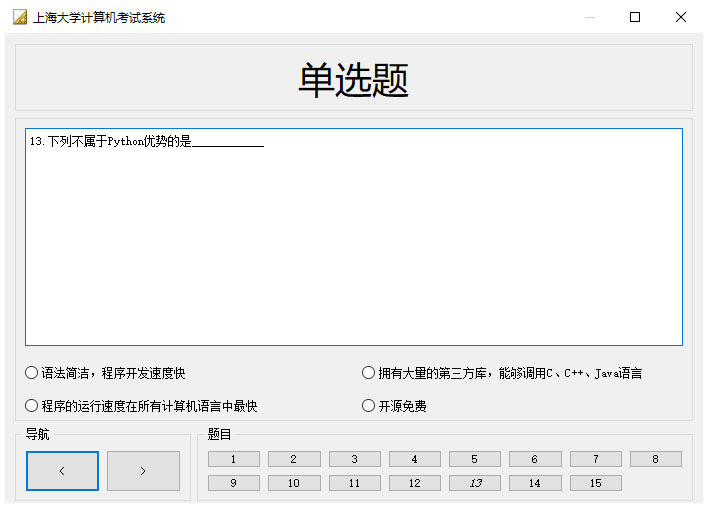 上海大学计算机考试系统
单选题
13. 下列不属于Python优势的是____________
语法简洁，程序开发速度快
拥有大量的第三方库，能够调用C、C++、Java语言
程序的运行速度在所有计算机语言中最快
开源免费
导航
< >
题目
1 2 3 4 5 6 7 8
9 10 11 12 13 14 15